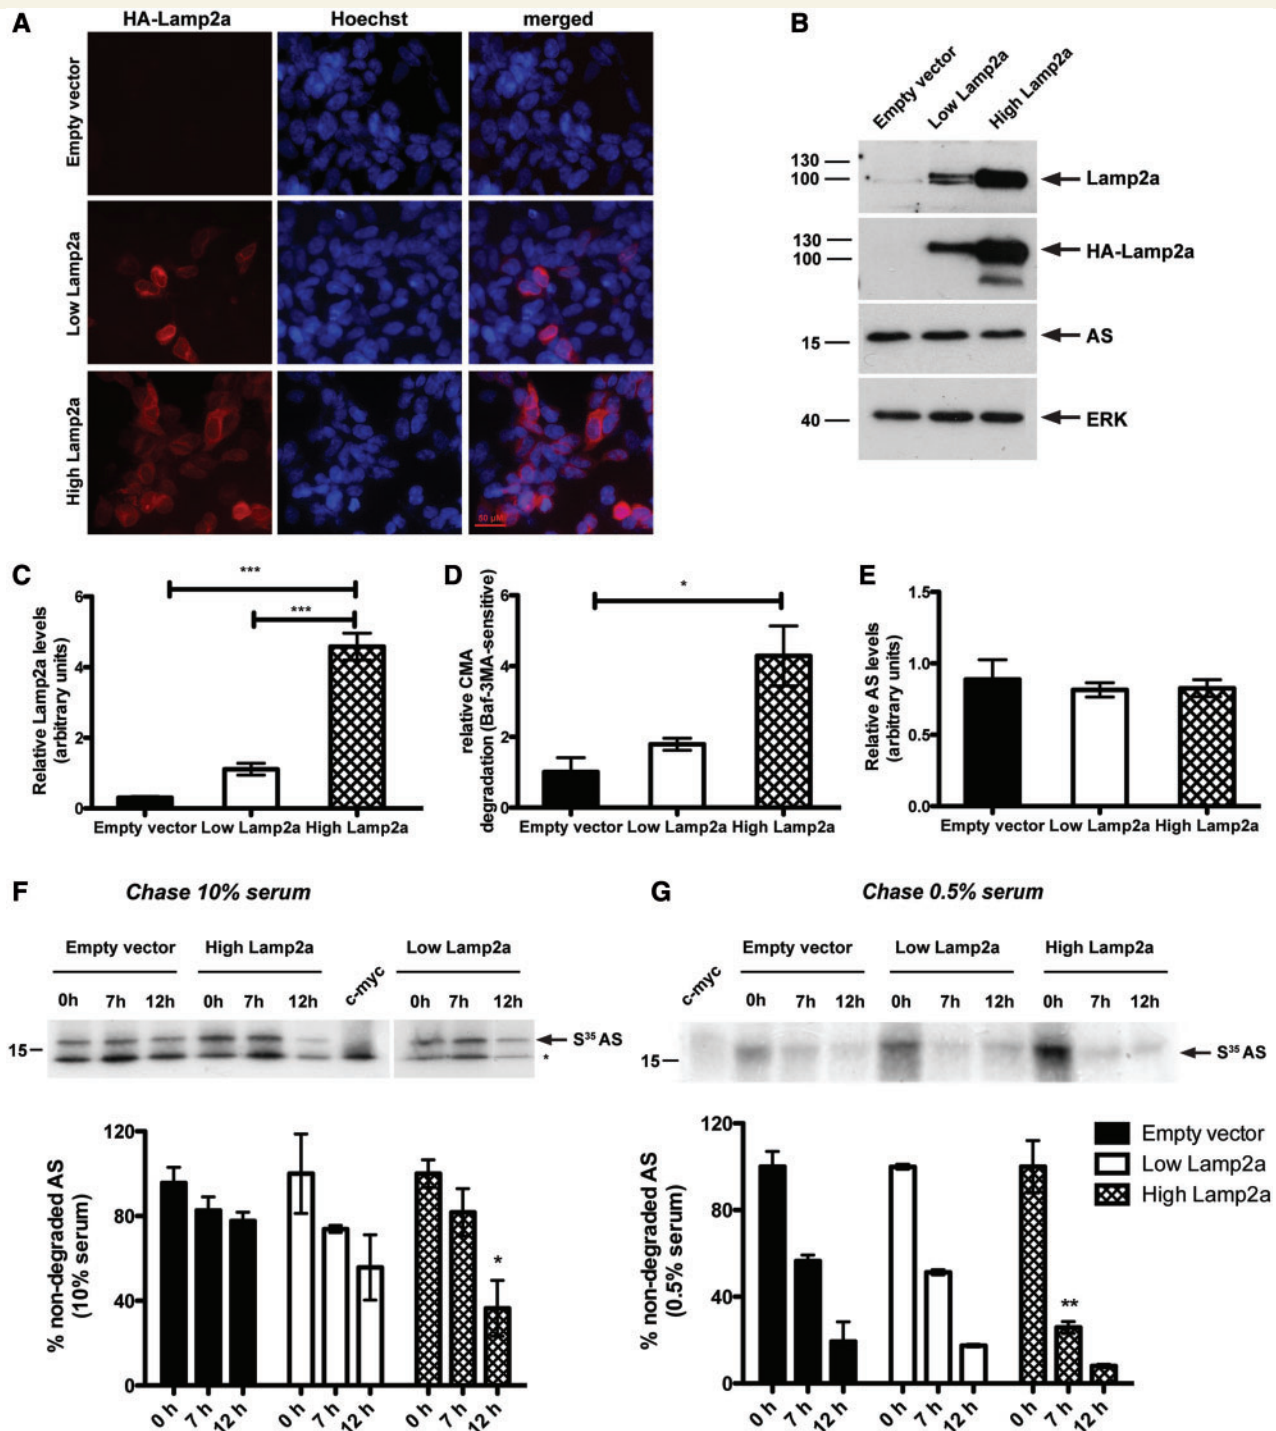 A
HA-Lamp2a
Hoechst
merged
Empty vector
Low Lamp2a
High Lamp2a
50 µM
B
Empty vector
Low Lamp2a
High Lamp2a
130
100
Lamp2a
130
100
HA-Lamp2a
15
AS
40
ERK
C
Relative Lamp2a levels
(arbitrary units)
6
4
2
0
***
***
Empty vector Low Lamp2a High Lamp2a
D
relative CMA
degradation (Baf-3MA-sensitive)
6
4
2
0
*
Empty vector Low Lamp2a High Lamp2a
E
Relative AS levels
(arbitrary units)
1.5
1.0
0.5
0.0
Empty vector Low Lamp2a High Lamp2a
F
Chase 10% serum
Empty vector High Lamp2a c-myc Low Lamp2a
0h 7h 12h 0h 7h 12h 0h 7h 12h
15
S³⁵ AS
*
% non-degraded AS
(10% serum)
120
80
40
0
*
0 h 7 h 12 h 0 h 7 h 12 h 0 h 7 h 12 h
G
Chase 0.5% serum
c-myc Empty vector Low Lamp2a High Lamp2a
0h 7h 12h 0h 7h 12h 0h 7h 12h
15
S³⁵ AS
% non-degraded AS
(0.5% serum)
120
80
40
0
**
0 h 7 h 12 h 0 h 7 h 12 h 0 h 7 h 12 h
Empty vector
Low Lamp2a
High Lamp2a